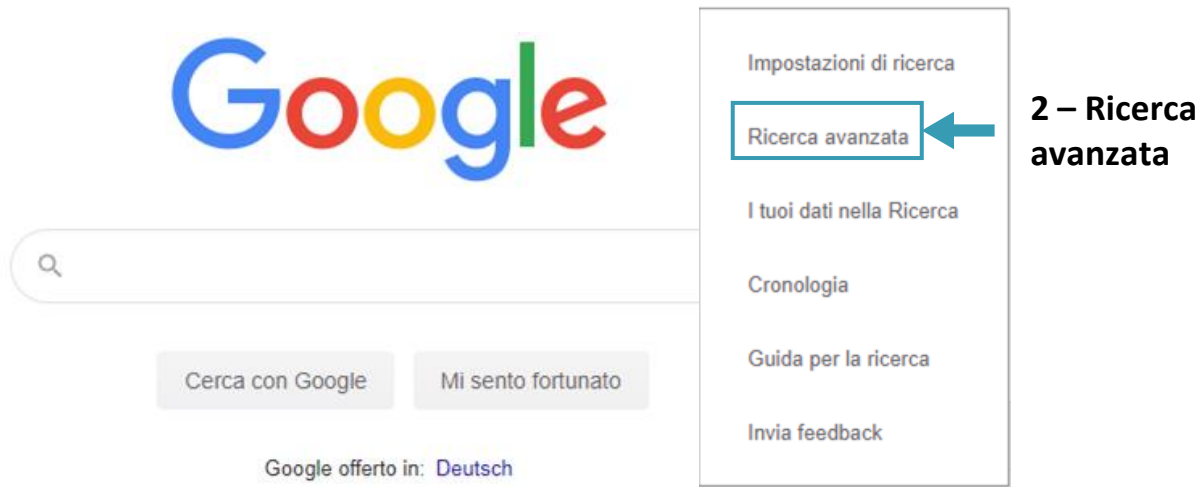 Google
Impostazioni di ricerca
Ricerca avanzata
2 – Ricerca
avanzata
I tuoi dati nella Ricerca
Cronologia
Cerca con Google
Mi sento fortunato
Guida per la ricerca
Invia feedback
Google offerto in: Deutsch